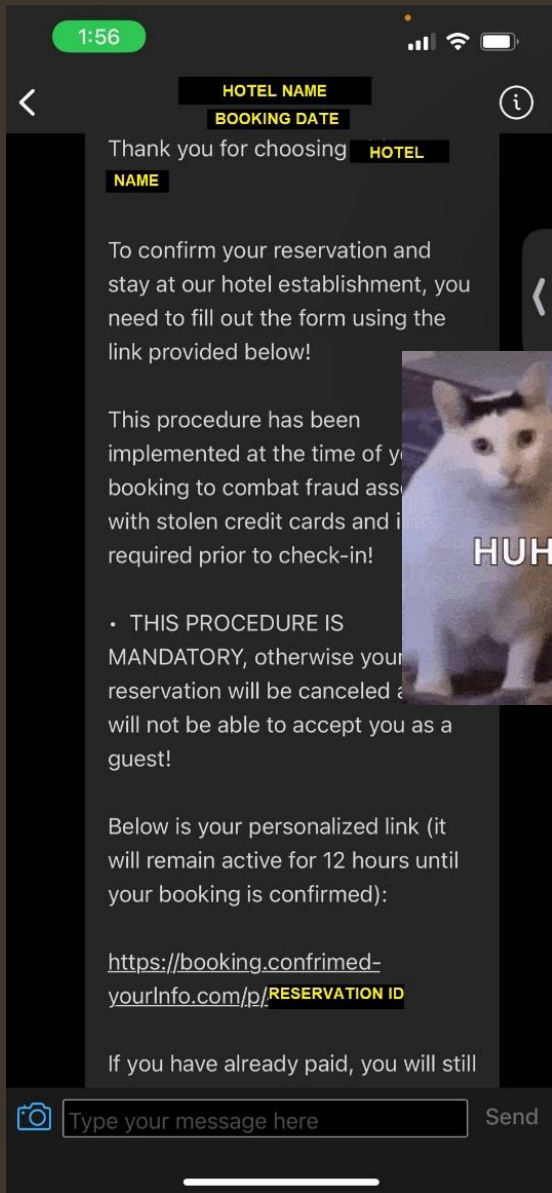 1:56
HOTEL NAME
BOOKING DATE
Thank you for choosing HOTEL
NAME
To confirm your reservation and
stay at our hotel establishment, you
need to fill out the form using the
link provided below!
This procedure has been
implemented at the time of
booking to combat fraud
with stolen credit cards and
required prior to check-in!
HUH
• THIS PROCEDURE IS
MANDATORY, otherwise your
reservation will be canceled
will not be able to accept you as a
guest!
Below is your personalized link (it
will remain active for 12 hours until
your booking is confirmed):
https://booking.confrimed-
yourlnfo.com/p/RESERVATION ID
If you have already paid, you will still
Type your message here
Send